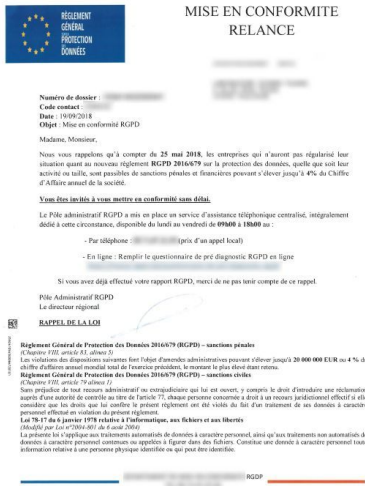 RÈGLEMENT
GÉNÉRAL
PROTECTION
DONNÉES
MISE EN CONFORMITE
RELANCE
Numéro de dossier :
Code contact :
Date : 19/09/2018
Objet : Mise en conformité RGPD
Madame, Monsieur,
Nous vous rappelons qu'à compter du 25 mai 2018, les entreprises qui n'auront pas régularisé leur
situation quant au nouveau règlement RGPD 2016/679 sur la protection des données, quelle que soit leur
activité ou taille, sont passibles de sanctions pénales et financières pouvant s'élever jusqu'à 4% du Chiffre
d'Affaire annuel de la société.
Vous êtes invités à vous mettre en conformité sans délai.
Le Pôle administratif RGPD a mis en place un service d'assistance téléphonique centralisé, intégralement
dédié à cette circonstance, disponible du lundi au vendredi de 09h00 à 18h00 au :
- Par téléphone : (prix d'un appel local)
- En ligne : Remplir le questionnaire de pré diagnostic RGPD en ligne
Si vous avez déjà effectué votre rapport RGPD, merci de ne pas tenir compte de ce rappel.
Pôle Administratif RGPD
Le directeur régional
RAPPEL DE LA LOI
Règlement Général de Protection des Données 2016/679 (RGPD) – sanctions pénales
(Chapitre VIII, article 83, alinea 5)
Les violations des dispositions suivantes font l'objet d'amendes administratives pouvant s'élever jusqu'à 20 000 000 EUR ou 4 % du
chiffre d'affaires annuel mondial total de l'exercice précédent, le montant le plus élevé étant retenu.
Règlement Général de Protection des Données 2016/679 (RGPD) – sanctions civiles
(Chapitre VIII, article 79 alinea 1)
Sans préjudice de tout recours administratif ou extrajudiciaire qui lui est ouvert, y compris le droit d'introduire une réclamation
auprès d'une autorité de contrôle au titre de l'article 77, chaque personne concernée a droit à un recours juridictionnel effectif si elle
considère que les droits que lui confère le présent règlement ont été violés du fait d'un traitement de ses données à caractère
personnel effectué en violation du présent règlement.
Loi 78-17 du 6 janvier 1978 relative à l'informatique, aux fichiers et aux libertés
(Modifié par Loi n°2004-801 du 6 août 2004)
La présente loi s'applique aux traitements automatisés de données à caractère personnel, ainsi qu'aux traitements non automatisés de
données à caractère personnel contenues ou appelées à figurer dans des fichiers. Constitue une donnée à caractère personnel toute
information relative à une personne physique identifiée ou qui peut être identifiée.
RGPD